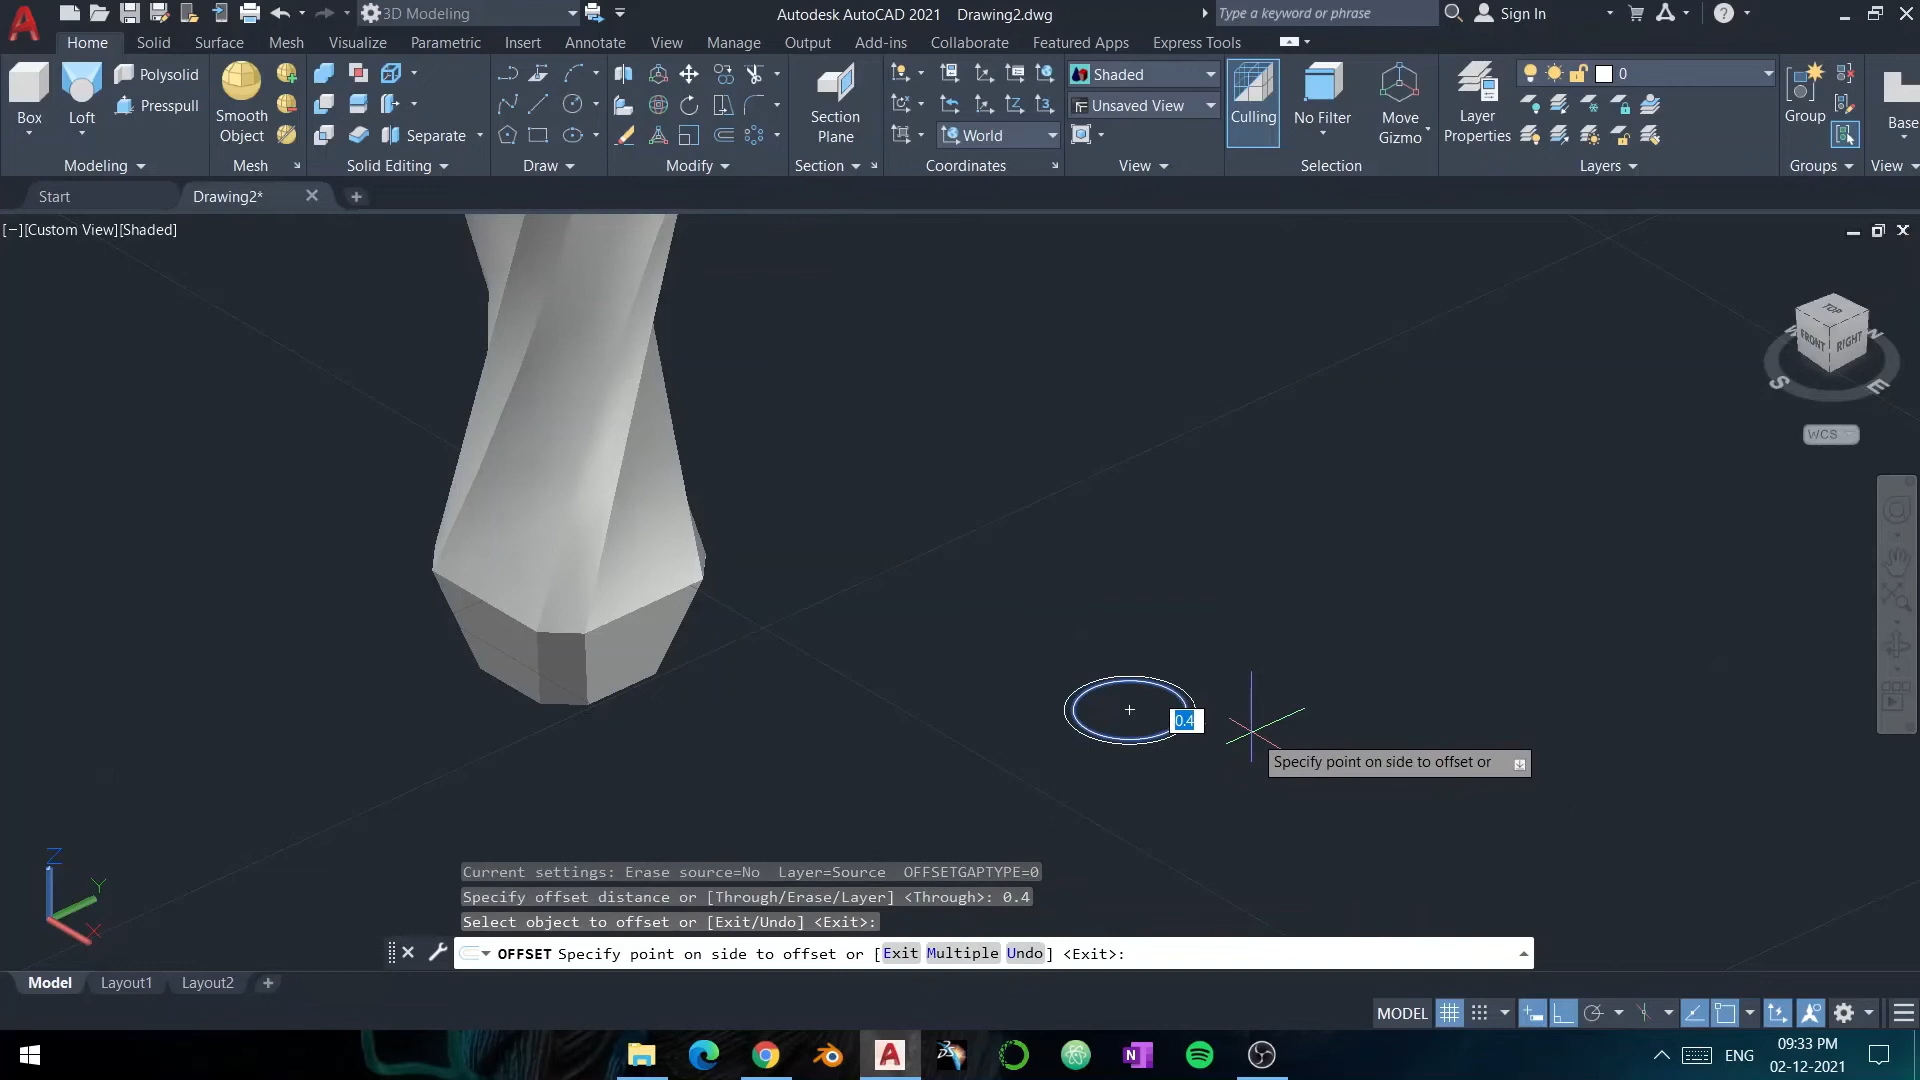 3D Modeling
Autodesk AutoCAD 2021 Drawing2.dwg
Type a keyword or phrase
Sign In
Home Solid Surface Mesh Visualize Parametric Insert Annotate View Manage Output Add-ins Collaborate Featured Apps Express Tools
Box
Loft
Polysolid
Presspull
Smooth Object
Separate
Section Plane
World
Shaded
Unsaved View
Culling
No Filter
Move Gizmo
Layer Properties
0
Group
Base
Modeling Mesh Solid Editing Draw Modify Section Coordinates View Selection Layers Groups View
Start Drawing2*
[−][Custom View][Shaded]
TOP
FRONT
RIGHT
S
E
N
WCS
0.4
Specify point on side to offset or
Z
Y
X
Current settings: Erase source=No Layer=Source OFFSETGAPTYPE=0
Specify offset distance or [Through/Erase/Layer] <Through>: 0.4
Select object to offset or [Exit/Undo] <Exit>:
OFFSET Specify point on side to offset or [Exit Multiple Undo] <Exit>:
Model Layout1 Layout2
MODEL
ENG
09:33 PM
02-12-2021